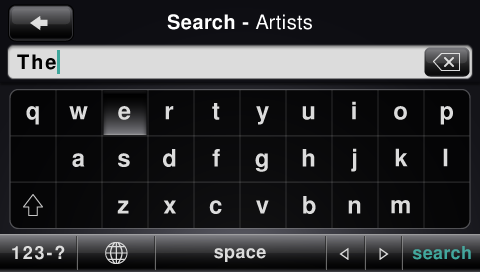 Search - Artists
The
q w e r t y u i o p
a s d f g h j k l
z x c v b n m
123-? space search